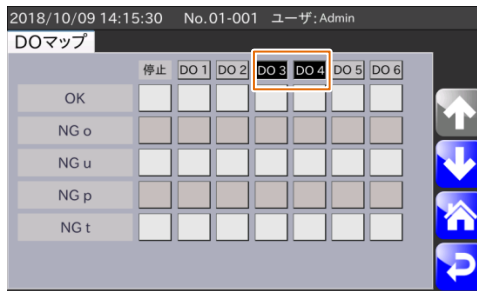 2018/10/09 14:15:30 No.01-001 ユーザ:Admin
DOマップ
停止 DO 1 DO 2 DO 3 DO 4 DO 5 DO 6
OK
NG o
NG u
NG p
NG t